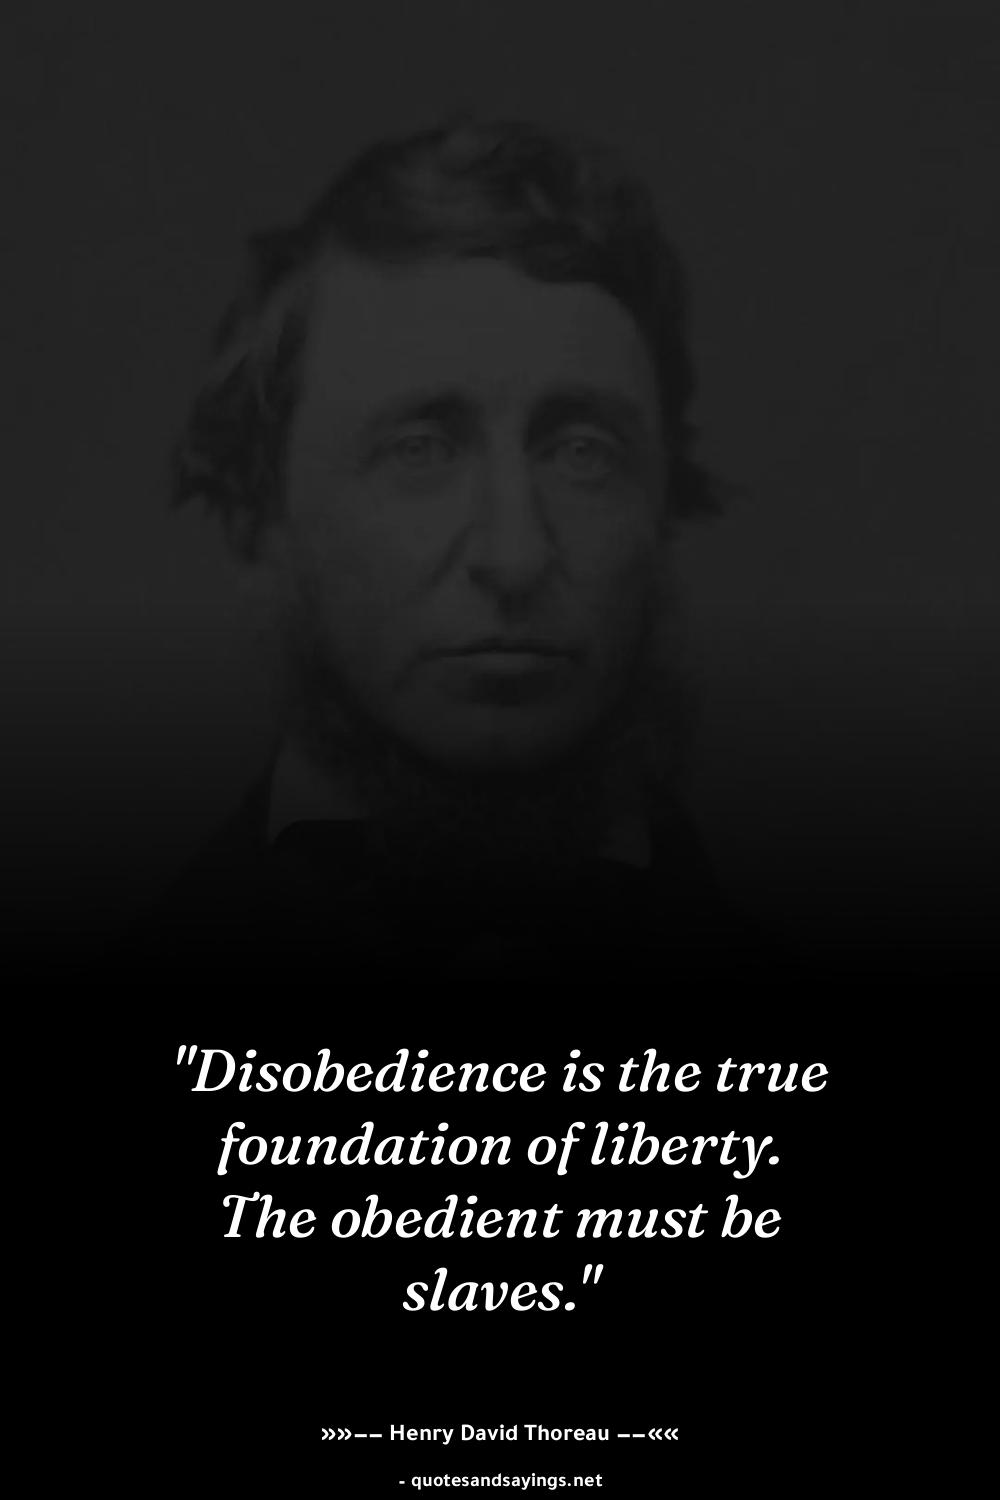 "Disobedience is the true
foundation of liberty.
The obedient must be
slaves."
»»–– Henry David Thoreau ––««
- quotesandsayings.net